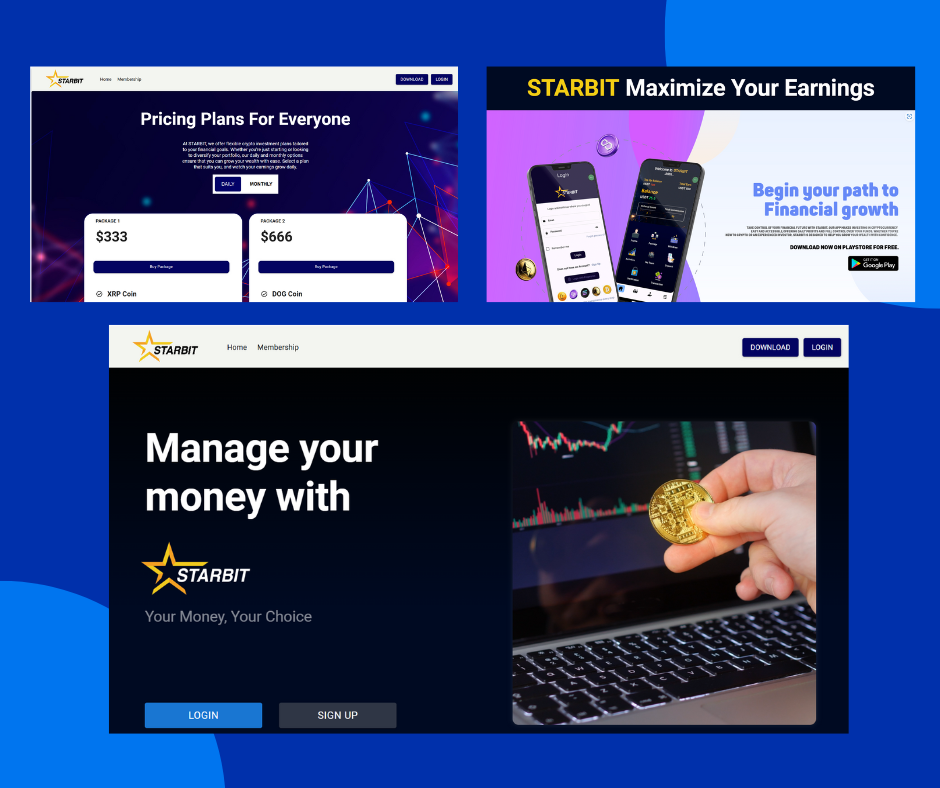 STARBIT
Home Membership
DOWNLOAD LOGIN
Pricing Plans For Everyone
At STARBIT, we offer flexible crypto investment plans tailored
to your financial goals. Whether you're just starting or looking
to diversify your portfolio, our daily and monthly options
ensure that you can grow your wealth with ease. Select a plan
that suits you, and watch your earnings grow daily.
DAILY MONTHLY
PACKAGE 1
$333
Buy Package
XRP Coin
PACKAGE 2
$666
Buy Package
DOG Coin
STARBIT Maximize Your Earnings
Login
STARBIT
Login
Balance
Begin your path to
Financial growth
DOWNLOAD NOW ON PLAYSTORE FOR FREE.
GET IT ON
Google Play
STARBIT
Home Membership
DOWNLOAD LOGIN
Manage your
money with
STARBIT
Your Money, Your Choice
LOGIN SIGN UP